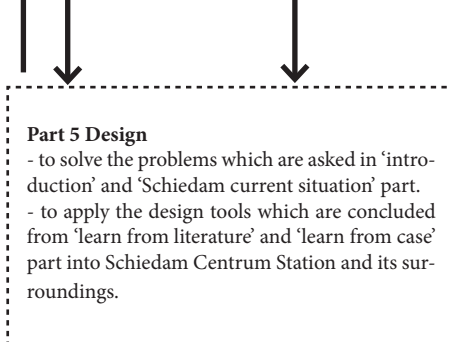 Part 5 Design
- to solve the problems which are asked in ‘intro-
duction’ and ‘Schiedam current situation’ part.
- to apply the design tools which are concluded
from ‘learn from literature’ and ‘learn from case’
part into Schiedam Centrum Station and its sur-
roundings.